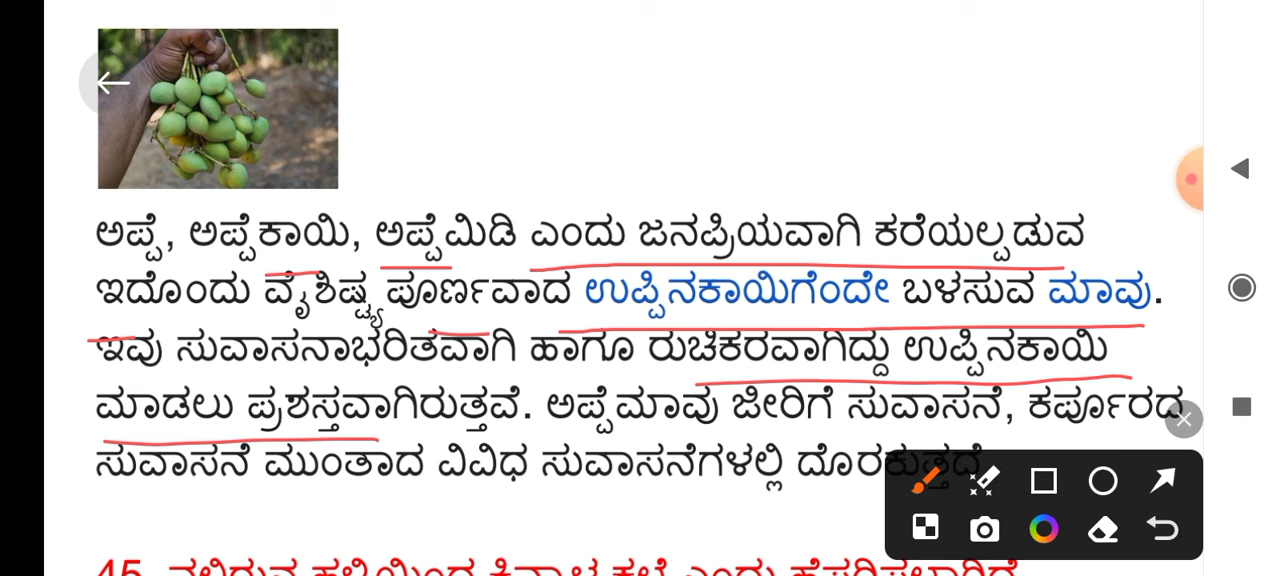 ಅಪ್ಪೆ, ಅಪ್ಪೆಕಾಯಿ, ಅಪ್ಪೆಮಿಡಿ ಎಂದು ಜನಪ್ರಿಯವಾಗಿ ಕರೆಯಲ್ಪಡುವ
ಇದೊಂದು ವೈಶಿಷ್ಟ್ಯಪೂರ್ಣವಾದ ಉಪ್ಪಿನಕಾಯಿಗೆಂದೇ ಬಳಸುವ ಮಾವು.
ಇವು ಸುವಾಸನಾಭರಿತವಾಗಿ ಹಾಗೂ ರುಚಿಕರವಾಗಿದ್ದು ಉಪ್ಪಿನಕಾಯಿ
ಮಾಡಲು ಪ್ರಶಸ್ತವಾಗಿರುತ್ತವೆ. ಅಪ್ಪೆಮಾವು ಜೀರಿಗೆ ಸುವಾಸನೆ, ಕರ್ಪೂರದ
ಸುವಾಸನೆ ಮುಂತಾದ ವಿವಿಧ ಸುವಾಸನೆಗಳಲ್ಲಿ ದೊರಕುತ್ತದೆ
45.